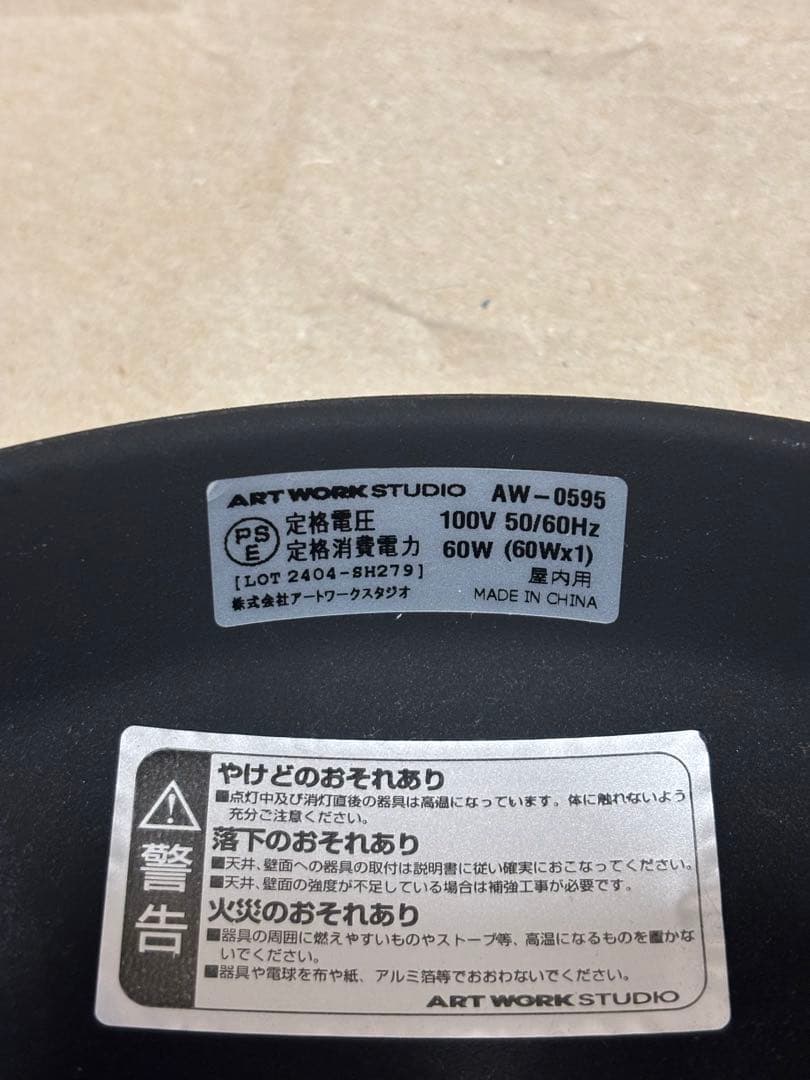 ART WORK STUDIO AW-0595
PSE 定格電圧 100V 50/60Hz
定格消費電力 60W (60Wx1)
[LOT 2404-SH279] 屋内用
株式会社アートワークスタジオ MADE IN CHINA
警告
やけどのおそれあり
■点灯中及び消灯直後の器具は高温になっています。体に触れないよう
充分ご注意ください。
落下のおそれあり
■天井、壁面への器具の取付は説明書に従い確実におこなってください。
■天井、壁面の強度が不足している場合は補強工事が必要です。
火災のおそれあり
■器具の周囲に燃えやすいものやストーブ等、高温になるものを置かな
いでください。
■器具や電球を布や紙、アルミ箔等でおおわないでください。
ART WORK STUDIO